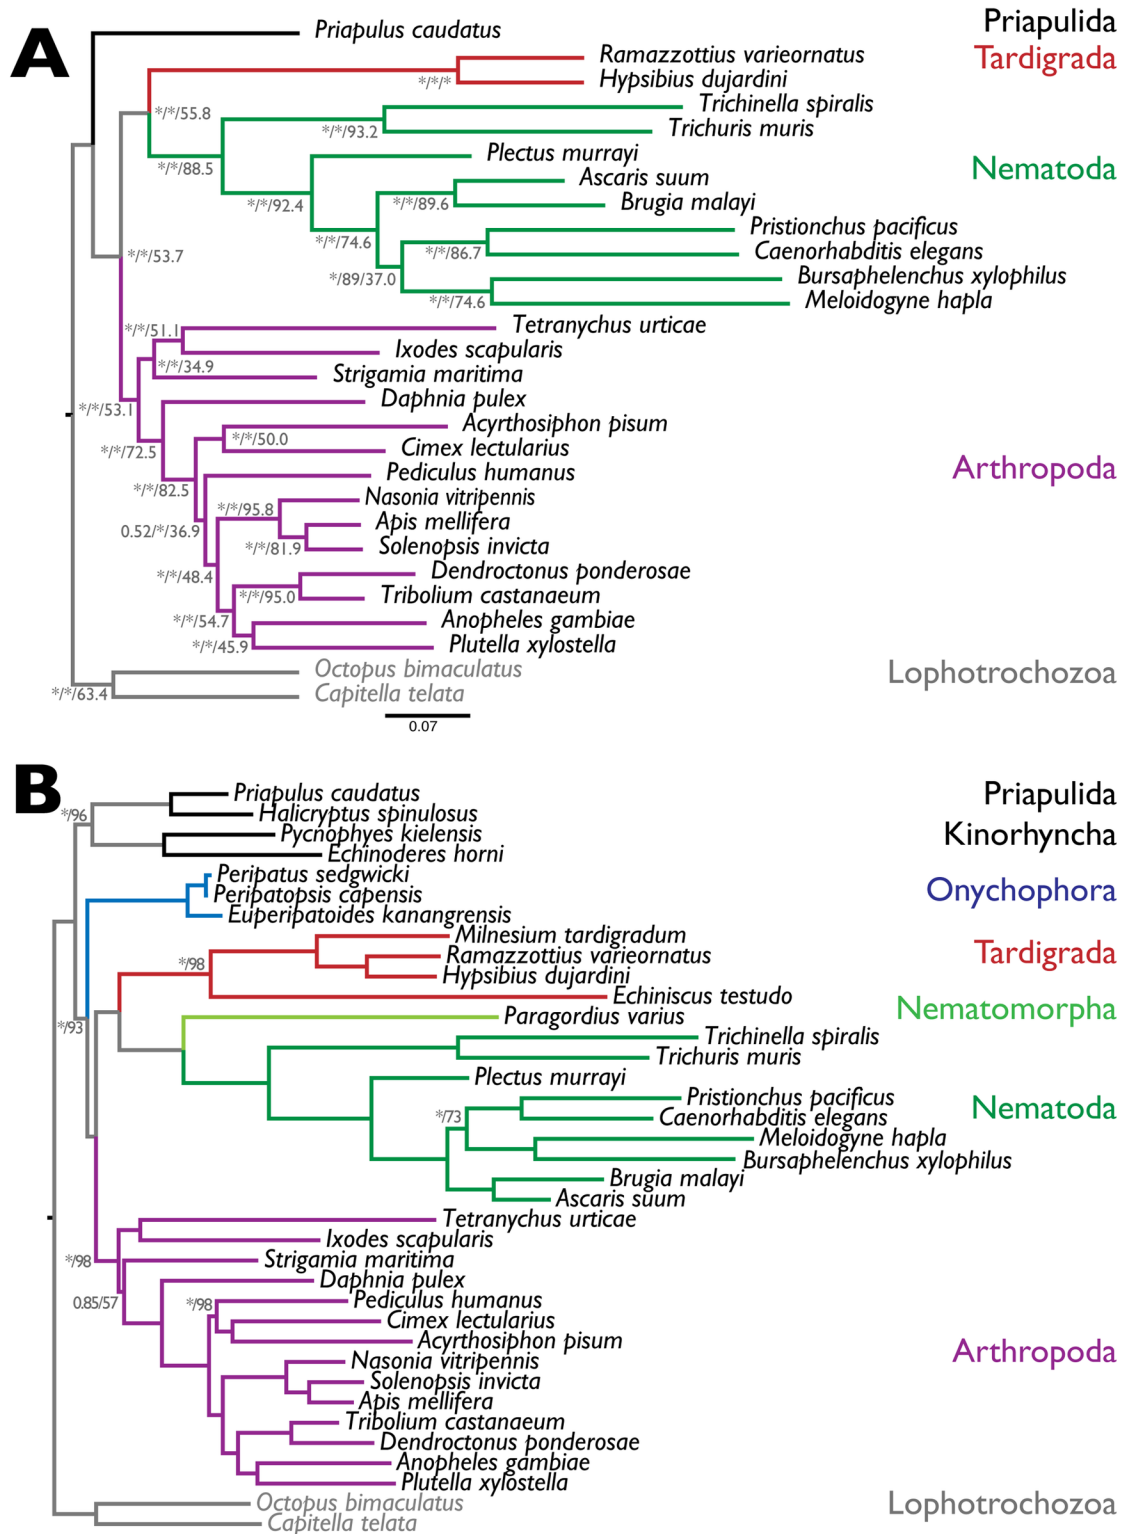 A
Priapulus caudatus
Priapulida
Ramazzottius varieornatus
Tardigrada
*/*/*
Hypsibius dujardini
*/*/55.8
Trichinella spiralis
*/*/93.2
Trichuris muris
*/*/88.5
Plectus murrayi
Nematoda
Ascaris suum
*/*/92.4
*/*/89.6
Brugia malayi
Pristionchus pacificus
*/*/74.6
*/*/86.7
Caenorhabditis elegans
*/*/53.7
*/89/37.0
Bursaphelenchus xylophilus
*/*/74.6
Meloidogyne hapla
*/*/51.1
Tetranychus urticae
Ixodes scapularis
*/*/34.9
Strigamia maritima
*/*/53.1
Daphnia pulex
Acyrthosiphon pisum
*/*/50.0
*/*/72.5
Cimex lectularius
Arthropoda
Pediculus humanus
*/*/82.5
Nasonia vitripennis
*/*/95.8
Apis mellifera
0.52/*/36.9
*/*/81.9
Solenopsis invicta
*/*/48.4
Dendroctonus ponderosae
*/*/95.0
Tribolium castanaeum
*/*/54.7
Anopheles gambiae
*/*/45.9
Plutella xylostella
Octopus bimaculatus
Lophotrochozoa
*/*/63.4
Capitella telata
0.07
B
Priapulus caudatus
Priapulida
*/96
Halicryptus spinulosus
Pycnophyes kielensis
Kinorhyncha
Echinoderes horni
Peripatus sedgwicki
Peripatopsis capensis
Onychophora
Euperipatoides kanangrensis
Milnesium tardigradum
*/98
Ramazzottius varieornatus
Tardigrada
Hypsibius dujardini
Echiniscus testudo
Paragordius varius
Nematomorpha
*/93
Trichinella spiralis
Trichuris muris
Plectus murrayi
Pristionchus pacificus
*/73
Caenorhabditis elegans
Nematoda
Meloidogyne hapla
Bursaphelenchus xylophilus
Brugia malayi
Ascaris suum
Tetranychus urticae
Ixodes scapularis
*/98
Strigamia maritima
Daphnia pulex
0.85/57
*/98
Pediculus humanus
Cimex lectularius
Acyrthosiphon pisum
Arthropoda
Nasonia vitripennis
Solenopsis invicta
Apis mellifera
Tribolium castanaeum
Dendroctonus ponderosae
Anopheles gambiae
Plutella xylostella
Octopus bimaculatus
Lophotrochozoa
Capitella telata